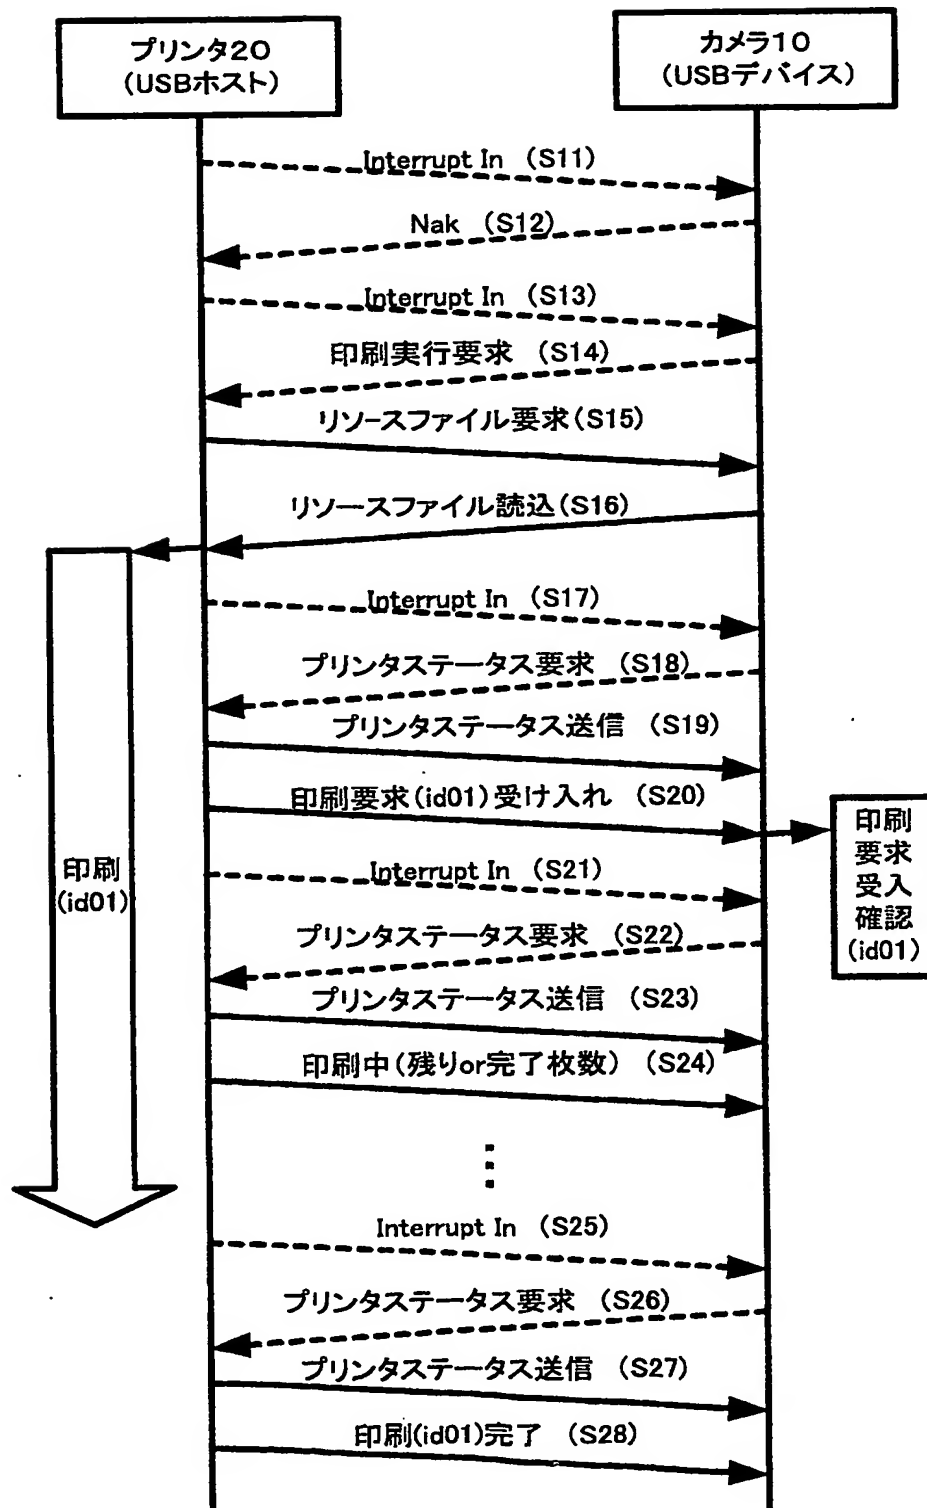 プリンタ20
(USBホスト)
カメラ10
(USBデバイス)
Interrupt In (S11)
Nak (S12)
Interrupt In (S13)
印刷実行要求 (S14)
リソースファイル要求(S15)
リソースファイル読込(S16)
Interrupt In (S17)
プリンタステータス要求 (S18)
プリンタステータス送信 (S19)
印刷要求(id01)受け入れ (S20)
印刷
要求
受入
確認
(id01)
印刷
(id01)
Interrupt In (S21)
プリンタステータス要求 (S22)
プリンタステータス送信 (S23)
印刷中(残りor完了枚数) (S24)
Interrupt In (S25)
プリンタステータス要求 (S26)
プリンタステータス送信 (S27)
印刷(id01)完了 (S28)